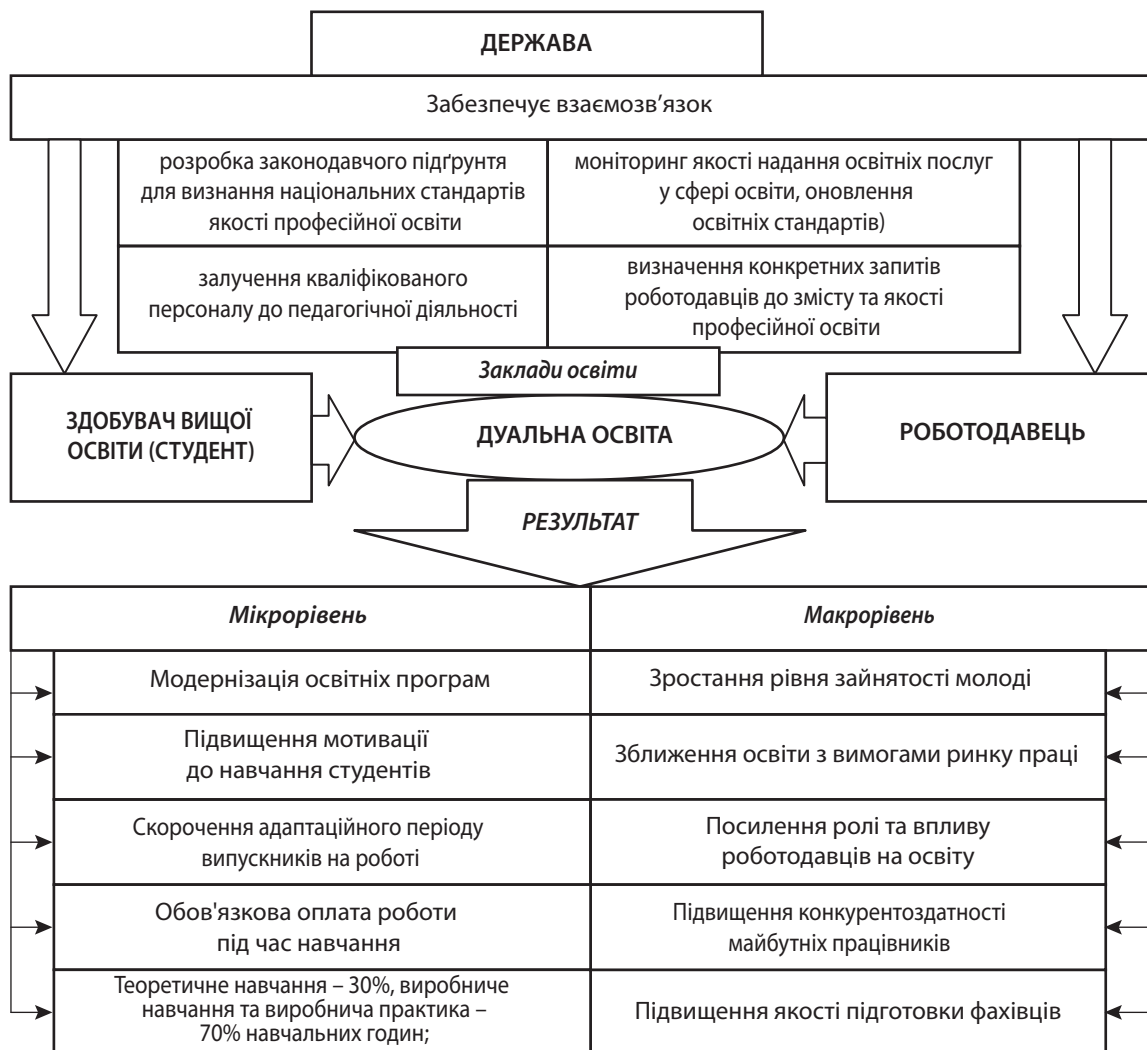 ДЕРЖАВА
Забезпечує взаємозв’язок
розробка законодавчого підґрунтя
для визнання національних стандартів
якості професійної освіти
моніторинг якості надання освітніх послуг
у сфері освіти, оновлення
освітніх стандартів)
залучення кваліфікованого
персоналу до педагогічної діяльності
визначення конкретних запитів
роботодавців до змісту та якості
професійної освіти
Заклади освіти
ЗДОБУВАЧ ВИЩОЇ
ОСВІТИ (СТУДЕНТ)
ДУАЛЬНА ОСВІТА
РОБОТОДАВЕЦЬ
РЕЗУЛЬТАТ
Мікрорівень
Макрорівень
Модернізація освітніх програм
Зростання рівня зайнятості молоді
Підвищення мотивації
до навчання студентів
Зближення освіти з вимогами ринку праці
Скорочення адаптаційного періоду
випускників на роботі
Посилення ролі та впливу
роботодавців на освіту
Обов'язкова оплата роботи
під час навчання
Підвищення конкурентоздатності
майбутніх працівників
Теоретичне навчання – 30%, виробниче
навчання та виробнича практика –
70% навчальних годин;
Підвищення якості підготовки фахівців